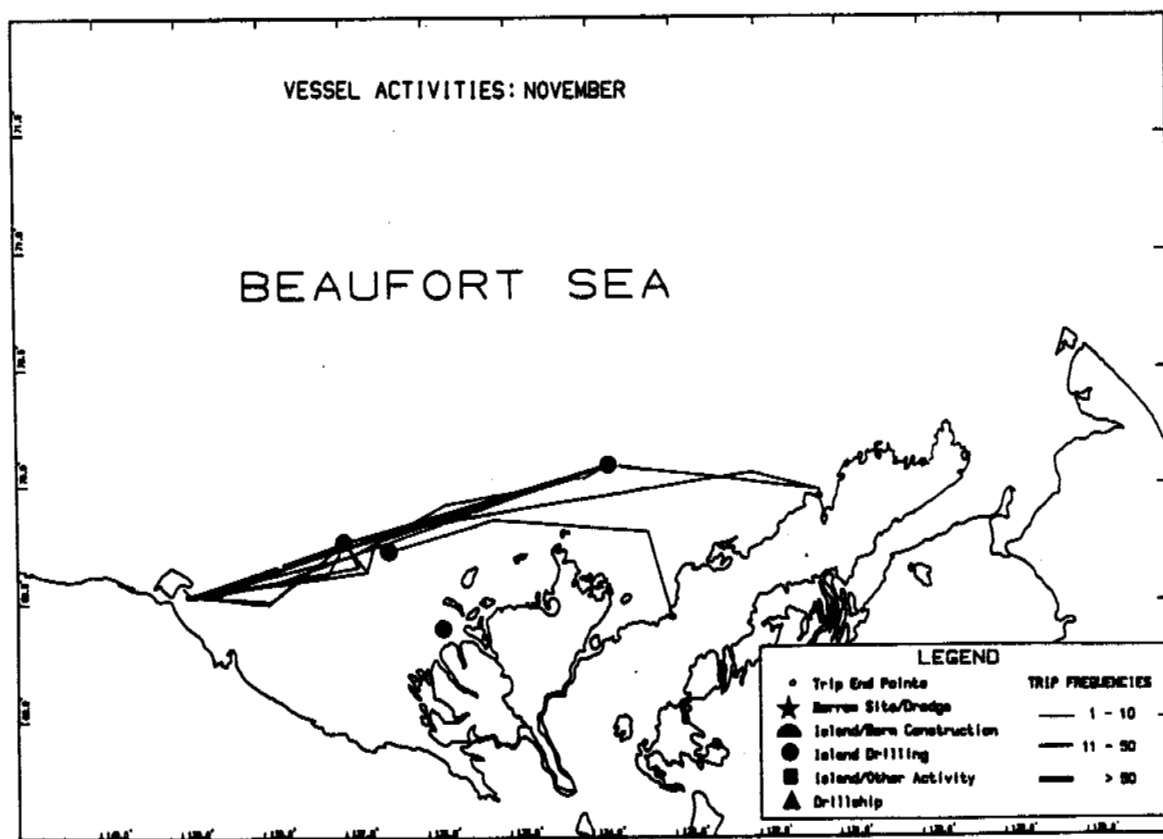 VESSEL ACTIVITIES: NOVEMBER
BEAUFORT SEA
LEGEND
Trip End Points
TRIP FREQUENCIES
Borrow Site/Dredge
1 - 10
Island/Berm Construction
Island Drilling
11 - 50
Island/Other Activity
> 50
Drillship